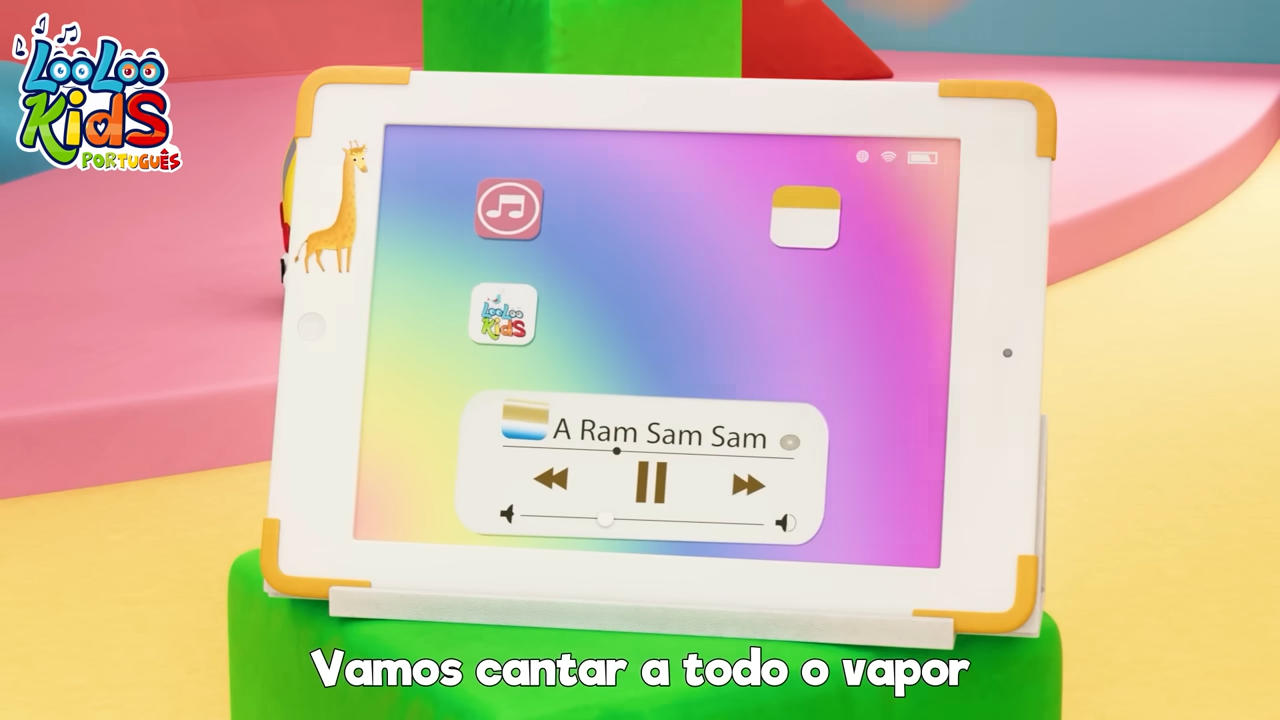 LooLoo
Kids
PORTUGUÊS
LooLoo
Kids
A Ram Sam Sam
Vamos cantar a todo o vapor